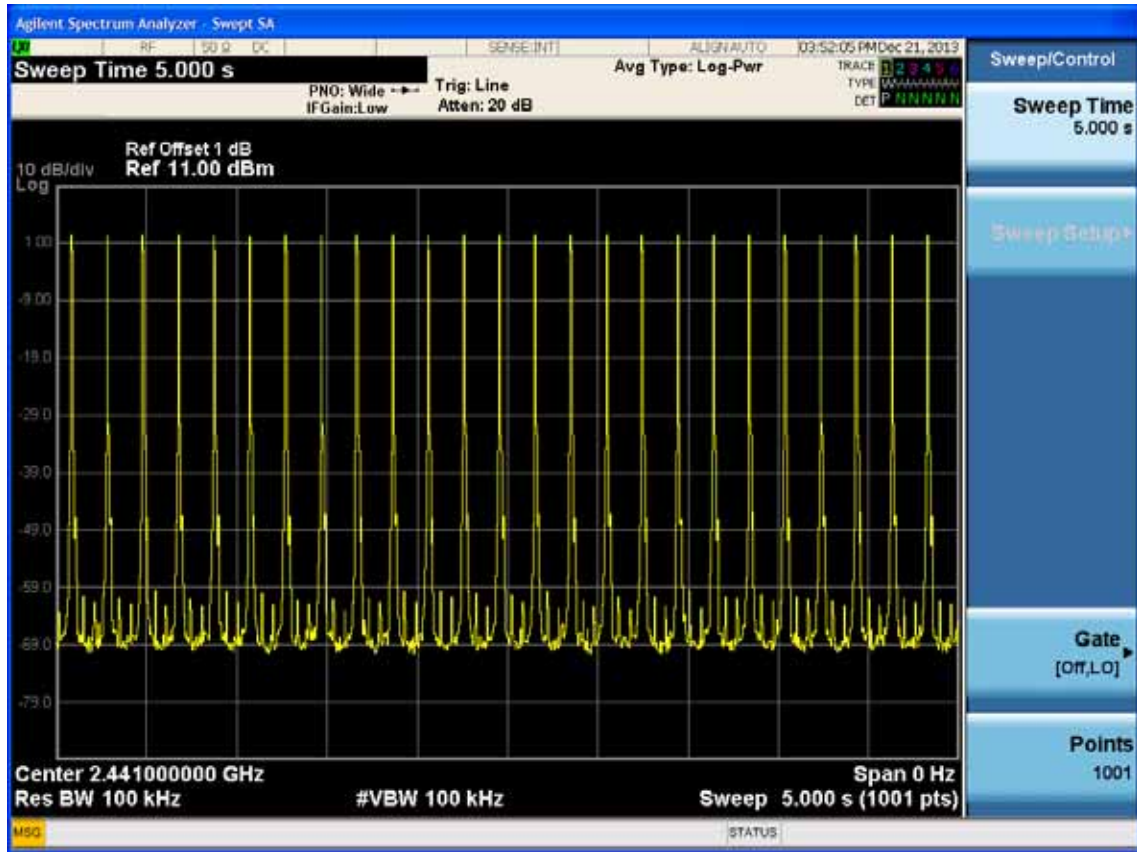 Agilent Spectrum Analyzer - Swept SA
RF 50 Ω DC SENSE:INT ALIGN AUTO 03:52:05 PM Dec 21, 2013
Sweep Time 5.000 s
Avg Type: Log-Pwr
TRACE 1 2 3 4 5 6
PNO: Wide
Trig: Line
TYPE
IFGain:Low
Atten: 20 dB
DET P N N N N N
Ref Offset 1 dB
10 dB/div Ref 11.00 dBm
Log
1.00
-9.00
-19.0
-29.0
-39.0
-49.0
-59.0
-69.0
-79.0
Center 2.441000000 GHz Span 0 Hz
Res BW 100 kHz #VBW 100 kHz Sweep 5.000 s (1001 pts)
MSG STATUS
Sweep/Control
Sweep Time
5.000 s
Sweep Setup
Gate
[Off,LO]
Points
1001